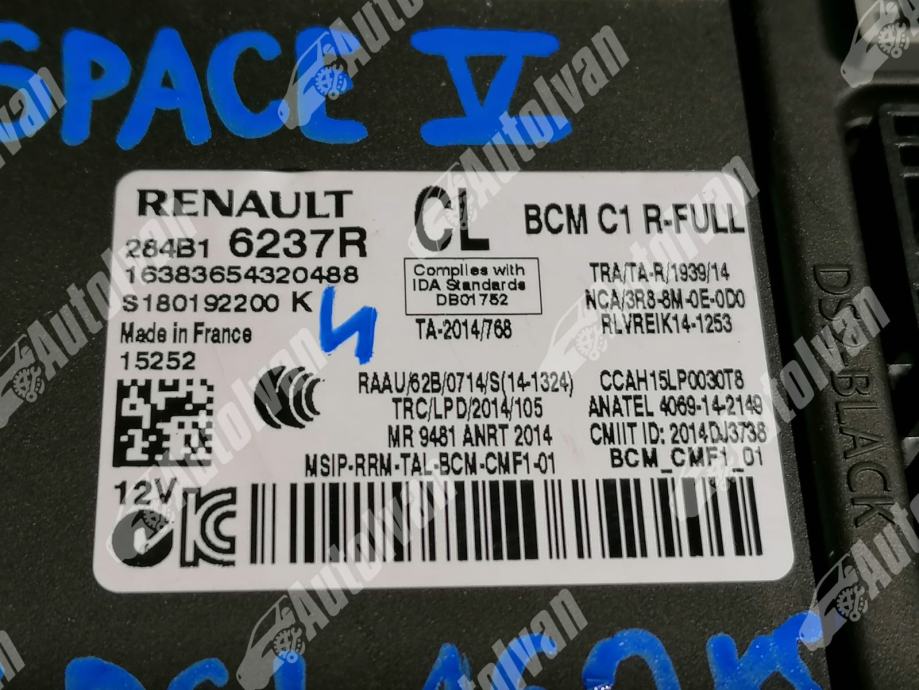 SPACE V
RENAULT
284B1 6237R
16383654320488
S180192200 K
Made in France
15252
CL
BCM C1 R-FULL
Complies with
IDA Standards
DB01752
TA-2014/768
TRA/TA-R/1939/14
NCA/3R8-8M-0E-0D0
RLVREIK14-1253
RAAU/62B/0714/S(14-1324)
TRC/LPD/2014/105
MR 9481 ANRT 2014
MSIP-RRM-TAL-BCM-CMF1-01
CCAH15LP0030T8
ANATEL 4069-14-2149
CMIIT ID: 2014DJ3738
BCM_CMF1_01
12V
AutoIvan